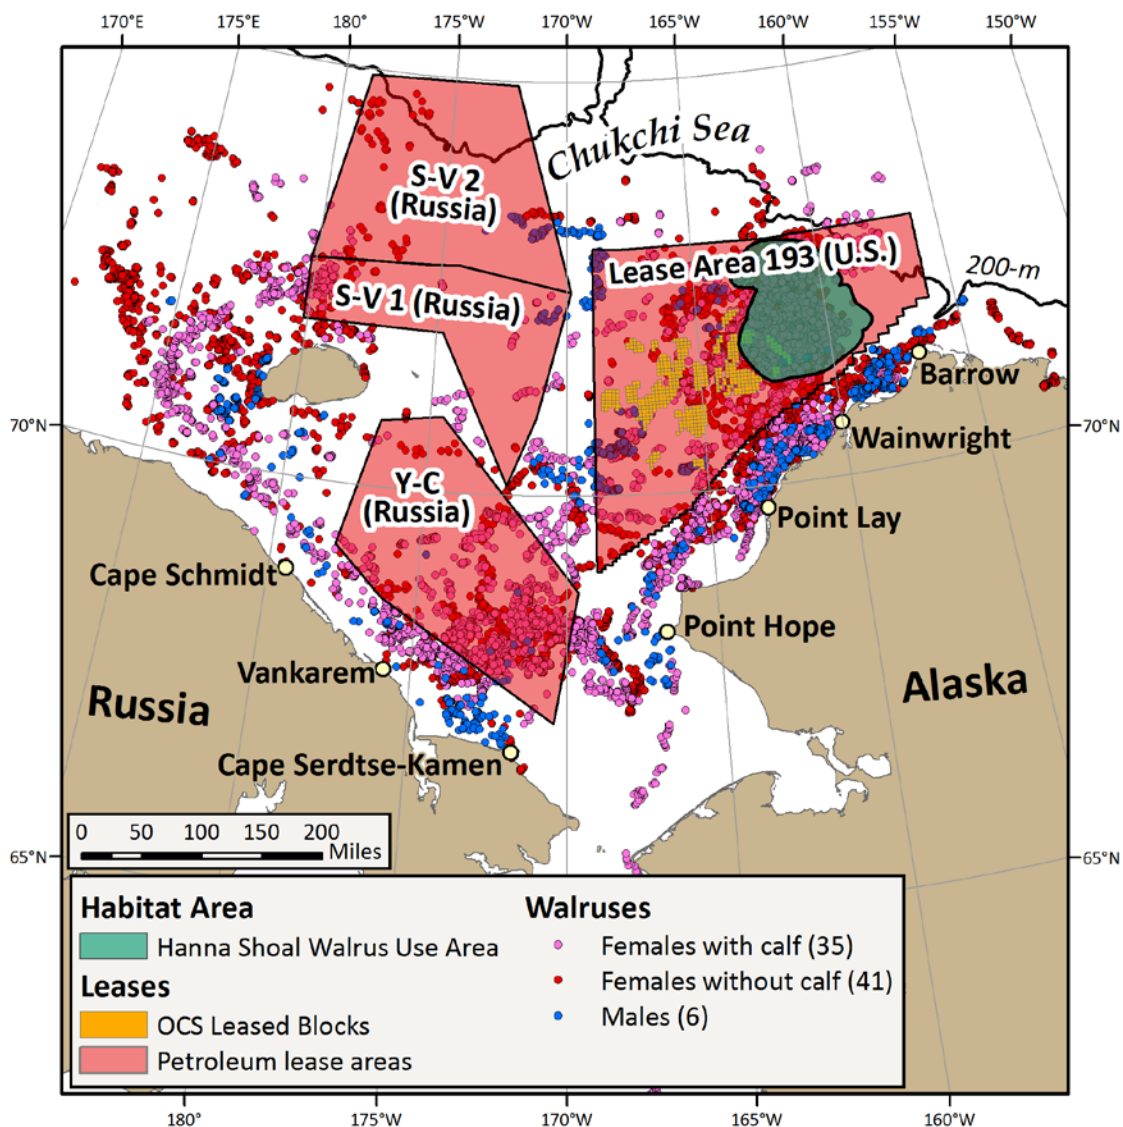 170°E 175°E 180° 175°W 170°W 165°W 160°W 155°W 150°W
Chukchi Sea
S-V 2
(Russia)
Lease Area 193 (U.S.)
200-m
S-V 1 (Russia)
Barrow
70°N
70°N
Wainwright
Y-C
(Russia)
Point Lay
Cape Schmidt
Point Hope
Vankarem
Russia
Alaska
Cape Serdtse-Kamen
0 50 100 150 200
Miles
65°N
65°N
Habitat Area
Hanna Shoal Walrus Use Area
Leases
OCS Leased Blocks
Petroleum lease areas
Walruses
Females with calf (35)
Females without calf (41)
Males (6)
180° 175°W 170°W 165°W 160°W